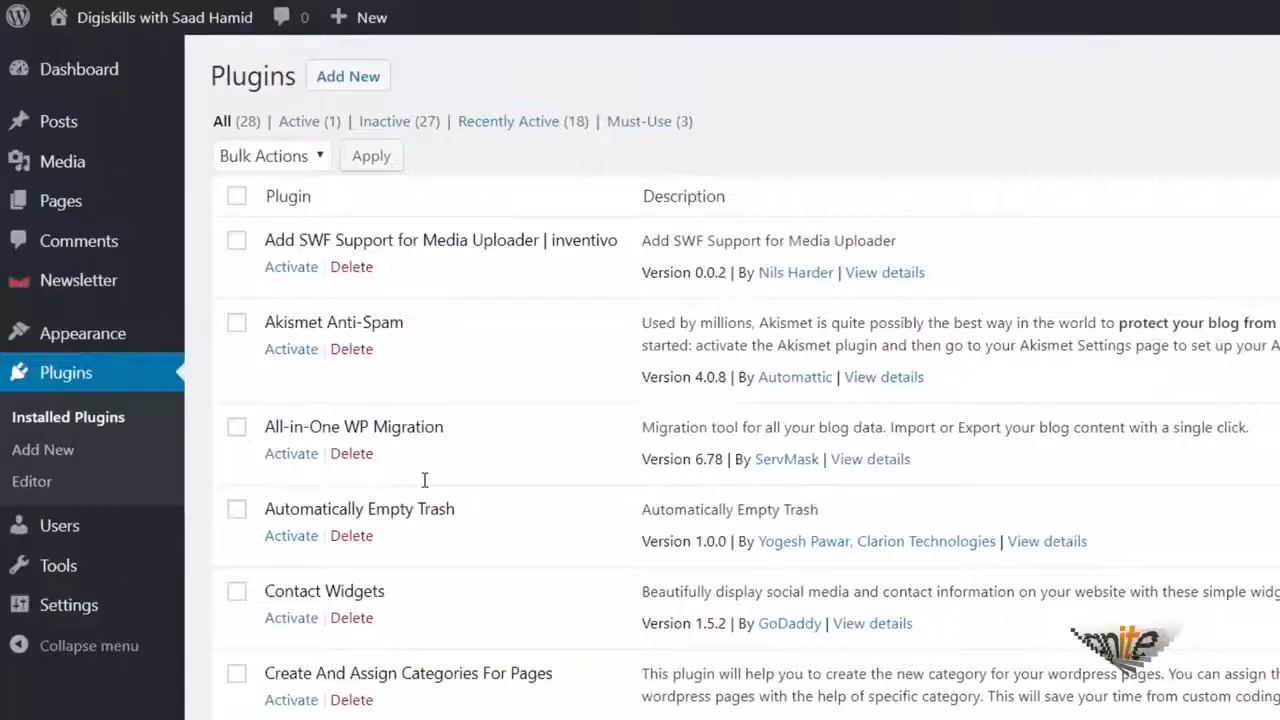 Digiskills with Saad Hamid 0 New
Dashboard
Posts
Media
Pages
Comments
Newsletter
Appearance
Plugins
Installed Plugins
Add New
Editor
Users
Tools
Settings
Collapse menu
Plugins Add New
All (28) | Active (1) | Inactive (27) | Recently Active (18) | Must-Use (3)
Bulk Actions Apply
Plugin Description
Add SWF Support for Media Uploader | inventivo
Activate | Delete
Add SWF Support for Media Uploader
Version 0.0.2 | By Nils Harder | View details
Akismet Anti-Spam
Activate | Delete
Used by millions, Akismet is quite possibly the best way in the world to protect your blog from
started: activate the Akismet plugin and then go to your Akismet Settings page to set up your A
Version 4.0.8 | By Automattic | View details
All-in-One WP Migration
Activate | Delete
Migration tool for all your blog data. Import or Export your blog content with a single click.
Version 6.78 | By ServMask | View details
Automatically Empty Trash
Activate | Delete
Automatically Empty Trash
Version 1.0.0 | By Yogesh Pawar, Clarion Technologies | View details
Contact Widgets
Activate | Delete
Beautifully display social media and contact information on your website with these simple widg
Version 1.5.2 | By GoDaddy | View details
Create And Assign Categories For Pages
Activate | Delete
This plugin will help you to create the new category for your wordpress pages. You can assign th
wordpress pages with the help of specific category. This will save your time from custom coding